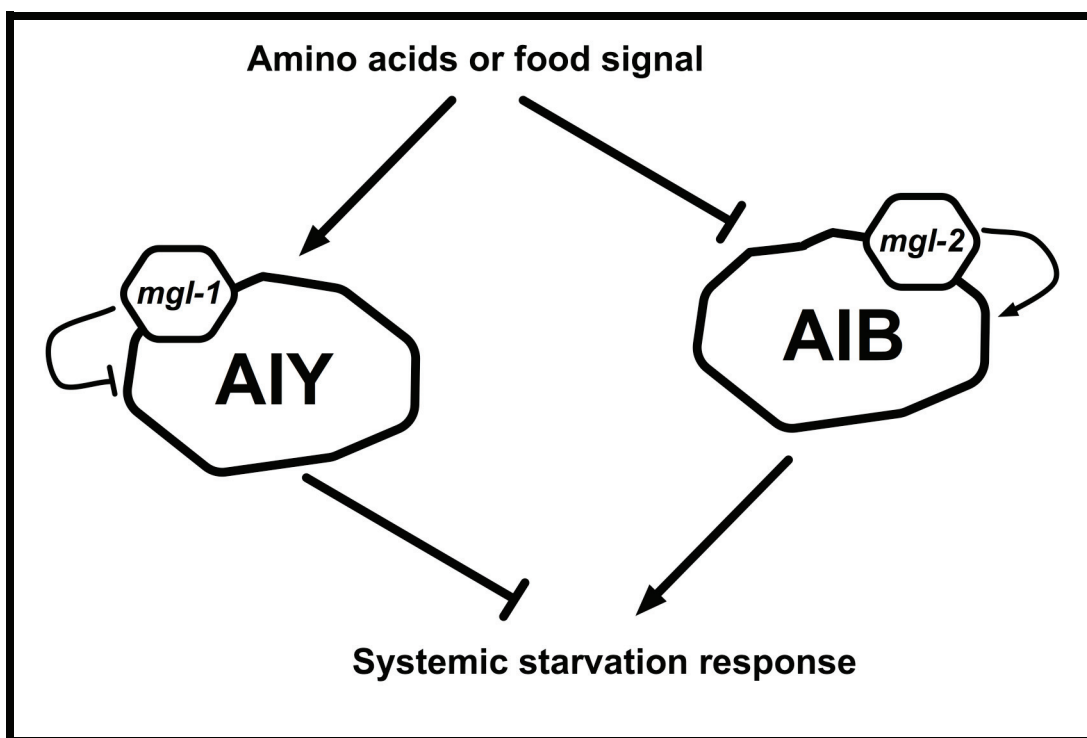 Amino acids or food signal
mgl-1
mgl-2
AIY
AIB
Systemic starvation response